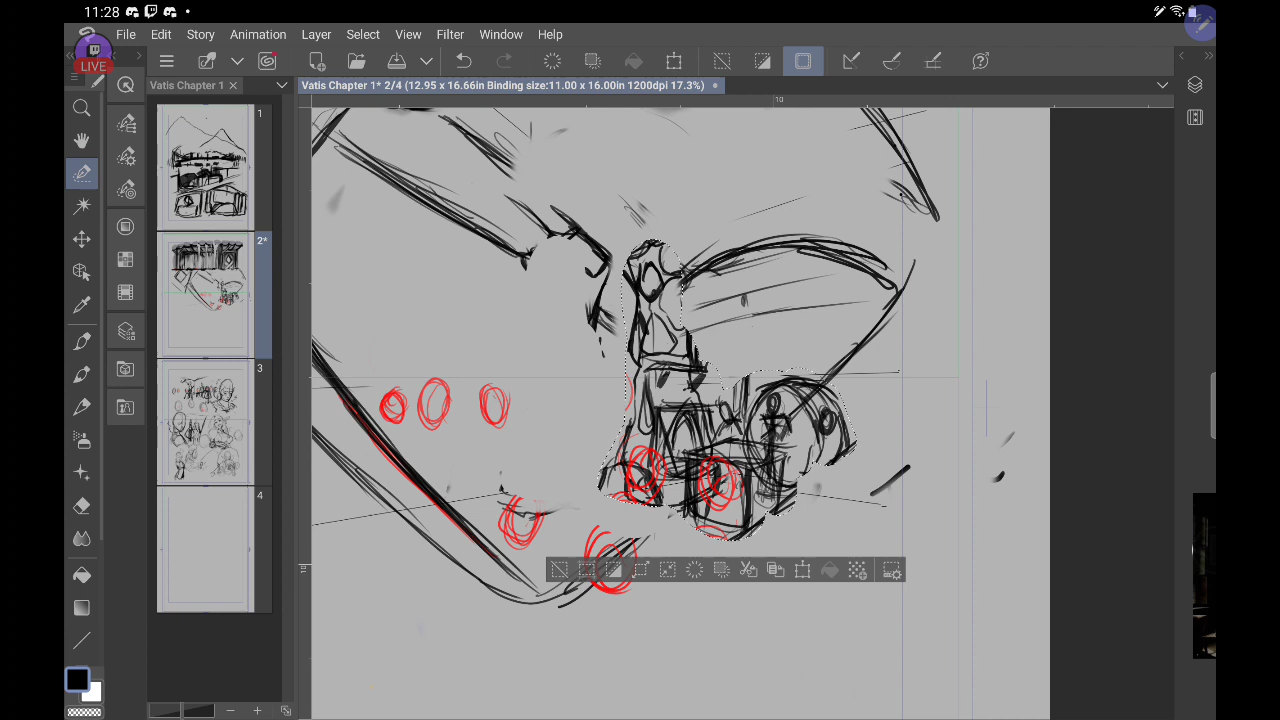 11:28
LIVE
File Edit Story Animation Layer Select View Filter Window Help
Vatis Chapter 1
Vatis Chapter 1* 2/4 (12.95 x 16.66in Binding size:11.00 x 16.00in 1200dpi 17.3%)
10
1
2*
3
4